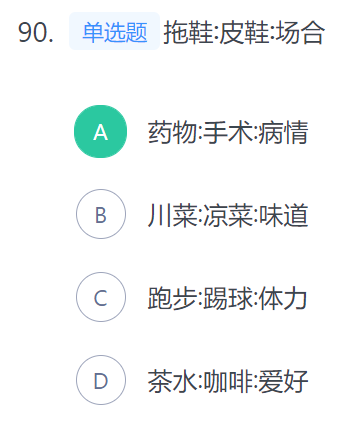 90. 单选题 拖鞋:皮鞋:场合
A 药物:手术:病情
B 川菜:凉菜:味道
C 跑步:踢球:体力
D 茶水:咖啡:爱好